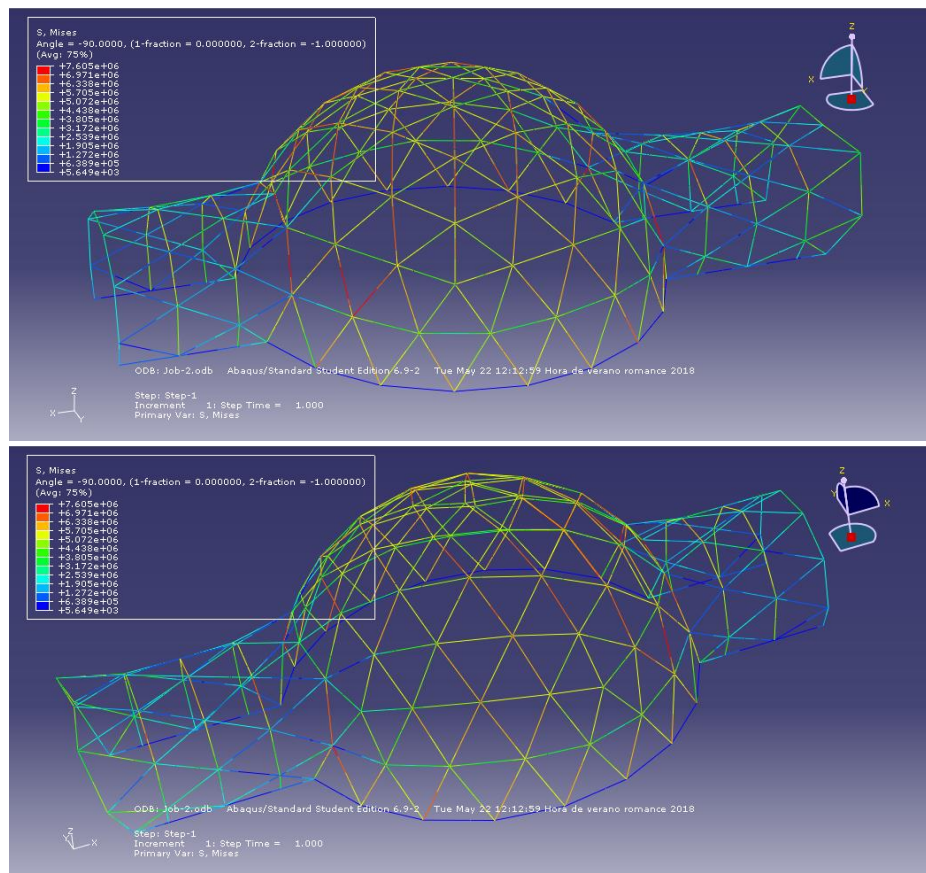 S, Mises
Angle = -90.0000, (1-fraction = 0.000000, 2-fraction = -1.000000)
(Avg: 75%)
+7.605e+06
+6.971e+06
+6.338e+06
+5.705e+06
+5.072e+06
+4.438e+06
+3.805e+06
+3.172e+06
+2.539e+06
+1.905e+06
+1.272e+06
+6.389e+05
+5.649e+03
Z
X
Y
ODB: Job-2.odb Abaqus/Standard Student Edition 6.9-2 Tue May 22 12:12:59 Hora de verano romance 2018
Step: Step-1
Increment 1: Step Time = 1.000
Primary Var: S, Mises
Z
X
Y
S, Mises
Angle = -90.0000, (1-fraction = 0.000000, 2-fraction = -1.000000)
(Avg: 75%)
+7.605e+06
+6.971e+06
+6.338e+06
+5.705e+06
+5.072e+06
+4.438e+06
+3.805e+06
+3.172e+06
+2.539e+06
+1.905e+06
+1.272e+06
+6.389e+05
+5.649e+03
Z
Y
X
ODB: Job-2.odb Abaqus/Standard Student Edition 6.9-2 Tue May 22 12:12:59 Hora de verano romance 2018
Step: Step-1
Increment 1: Step Time = 1.000
Primary Var: S, Mises
Z
Y
X